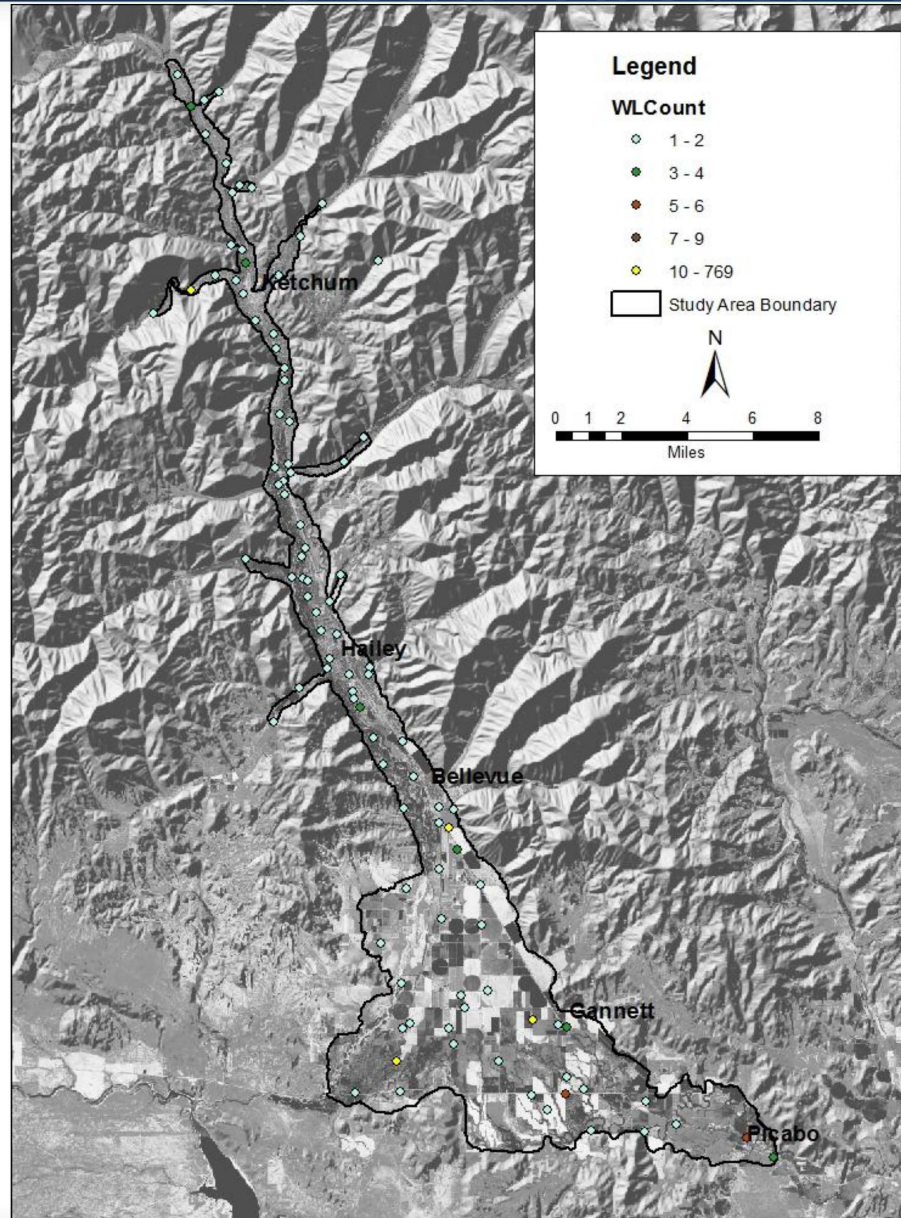 Legend
WLCount
1 - 2
3 - 4
5 - 6
7 - 9
10 - 769
Study Area Boundary
N
0 1 2 4 6 8
Miles
Ketchum
Hailey
Bellevue
Gannett
Picabo